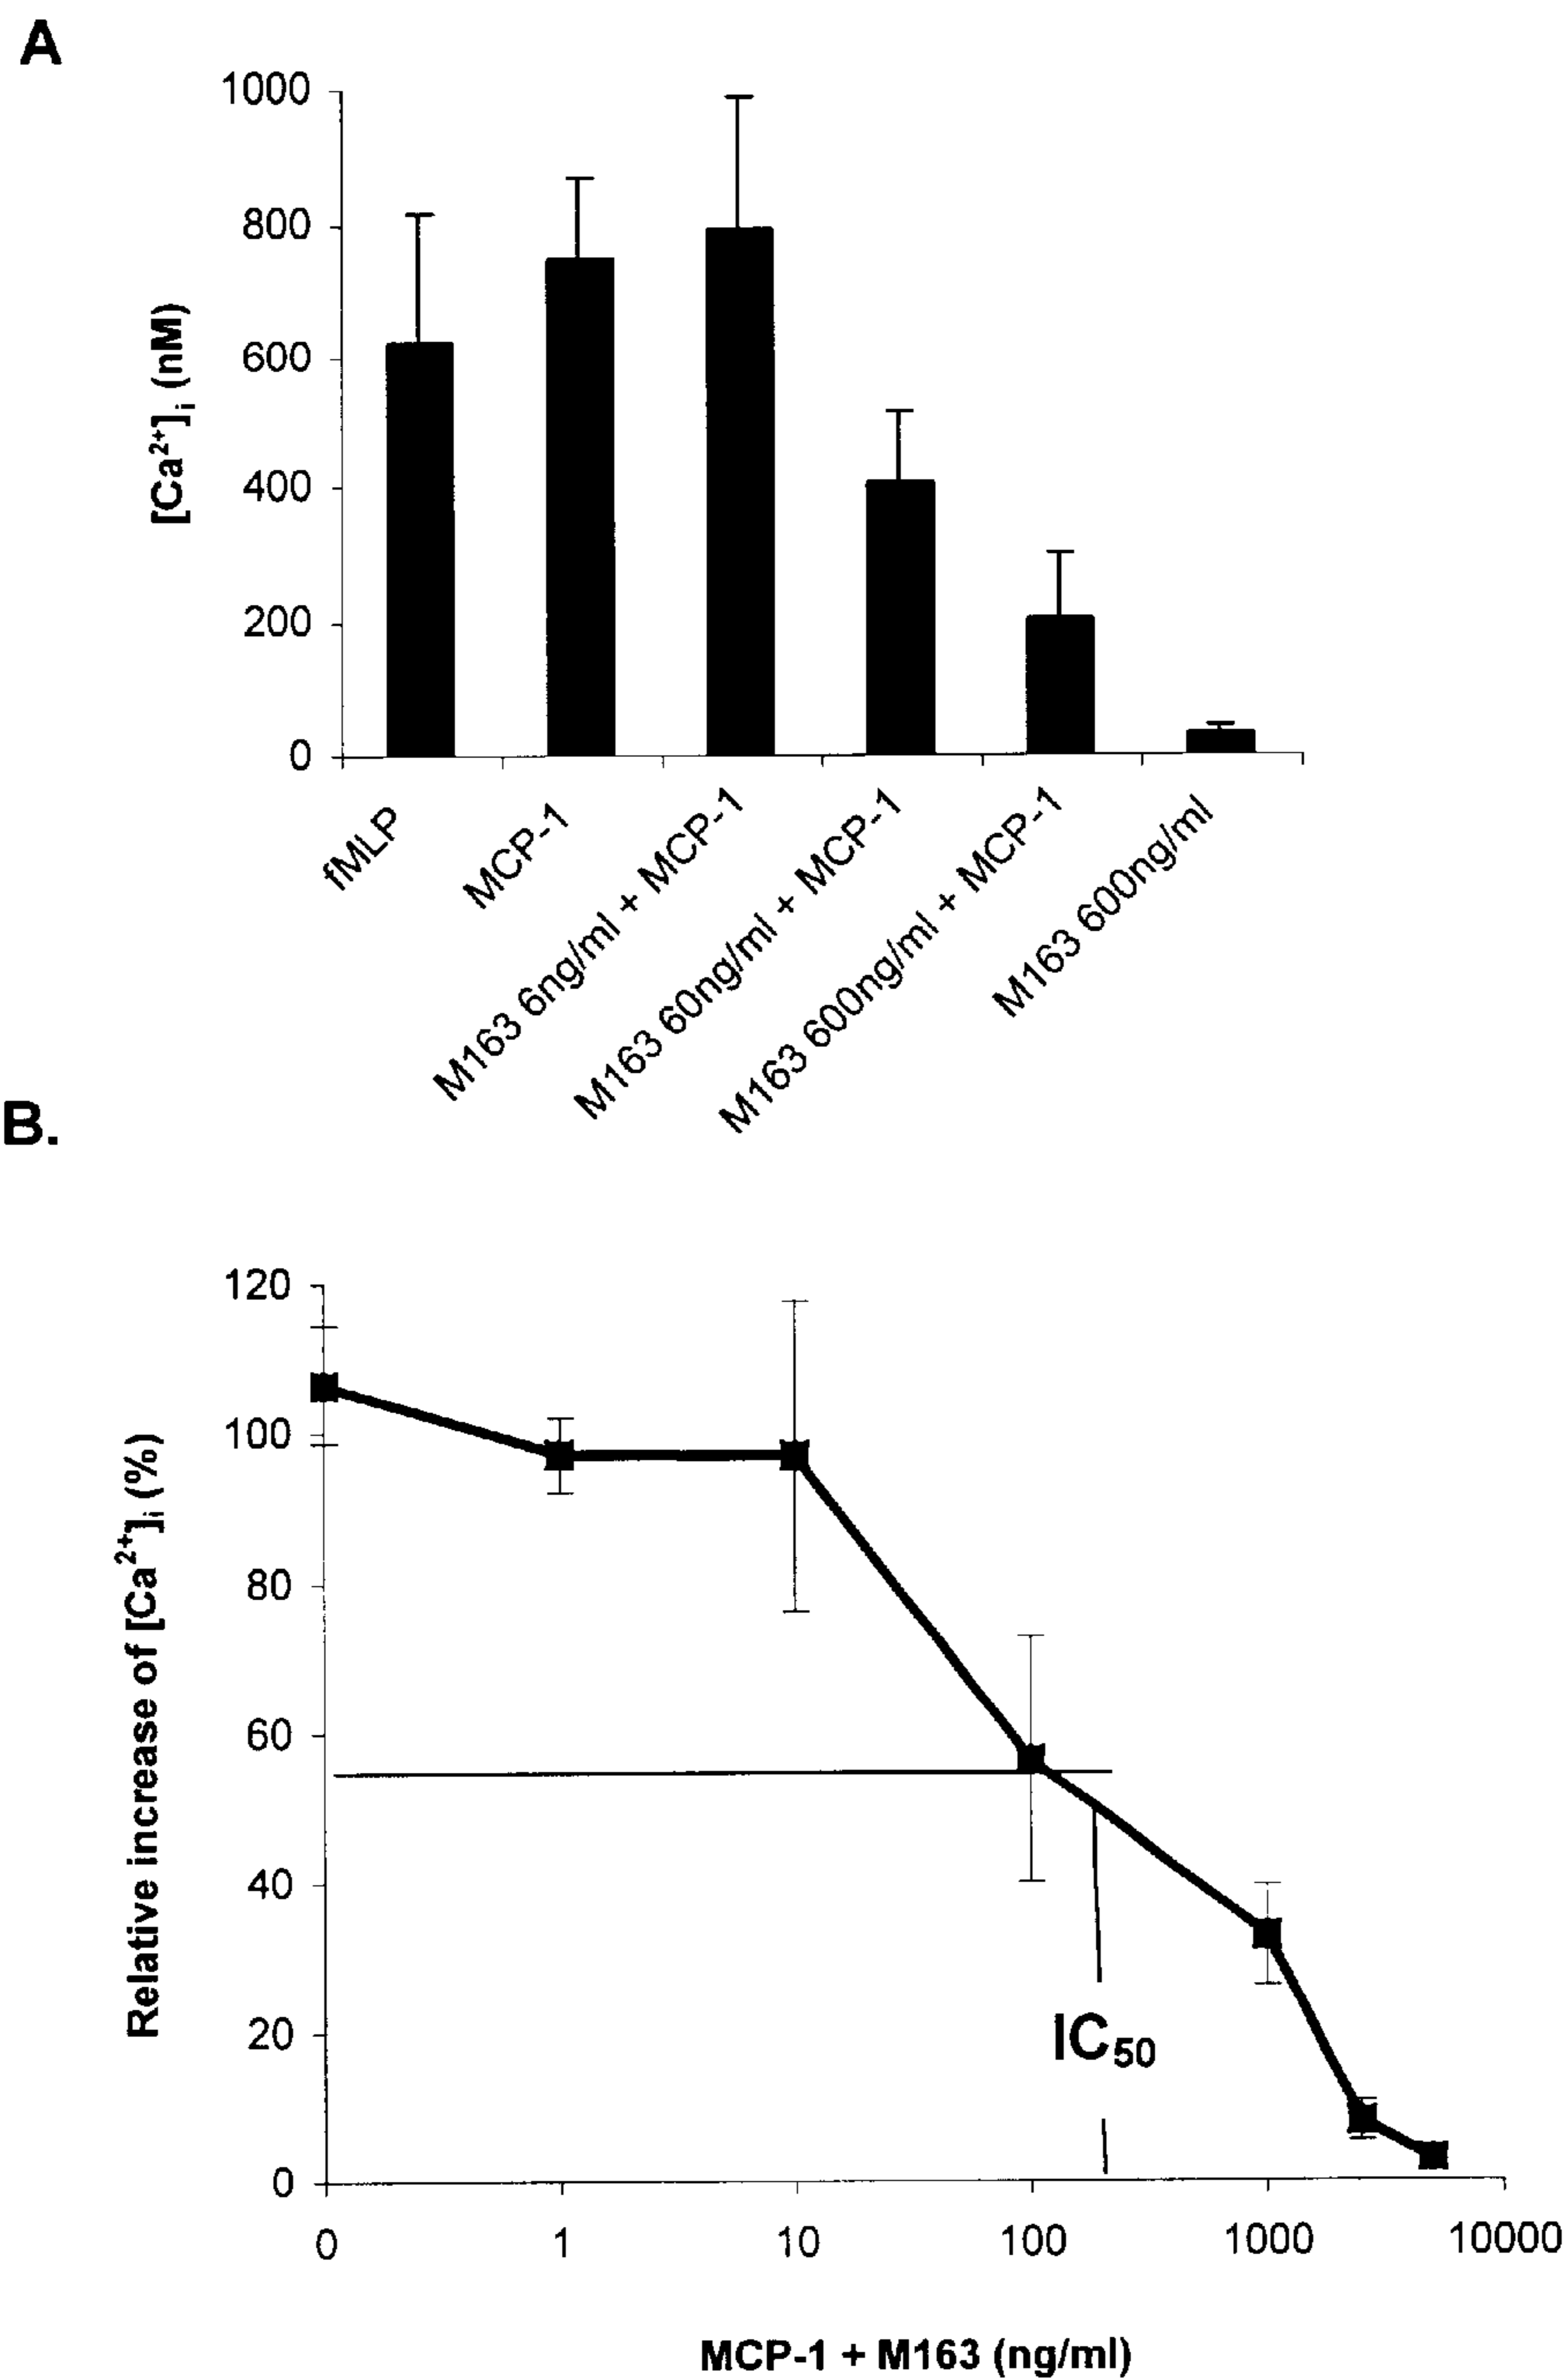 A
1000
800
600
400
200
0
[Ca²⁺]ᵢ (nM)
fMLP
MCP-1
M163 6ng/ml + MCP-1
M163 60ng/ml + MCP-1
M163 600ng/ml + MCP-1
M163 600ng/ml
B.
120
100
80
60
40
20
0
Relative increase of [Ca²⁺]ᵢ (%)
IC₅₀
0 1 10 100 1000 10000
MCP-1 + M163 (ng/ml)